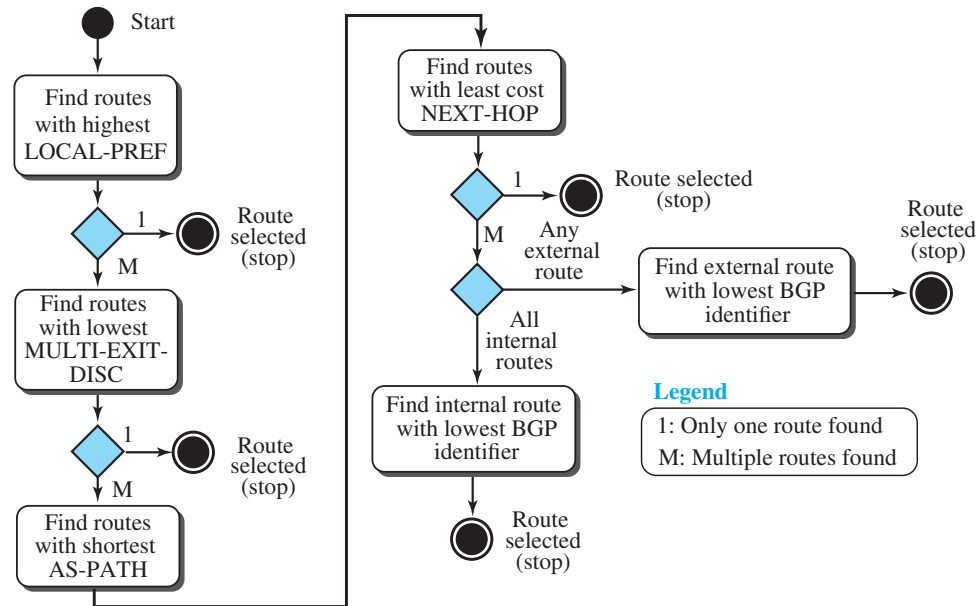 Start
Find routes
with highest
LOCAL-PREF
1
Route
selected
(stop)
M
Find routes
with lowest
MULTI-EXIT-
DISC
1
Route
selected
(stop)
M
Find routes
with shortest
AS-PATH
Find routes
with least cost
NEXT-HOP
1
Route selected
(stop)
M
Any
external
route
Find external route
with lowest BGP
identifier
Route
selected
(stop)
All
internal
routes
Find internal route
with lowest BGP
identifier
Route
selected
(stop)
Legend
1: Only one route found
M: Multiple routes found